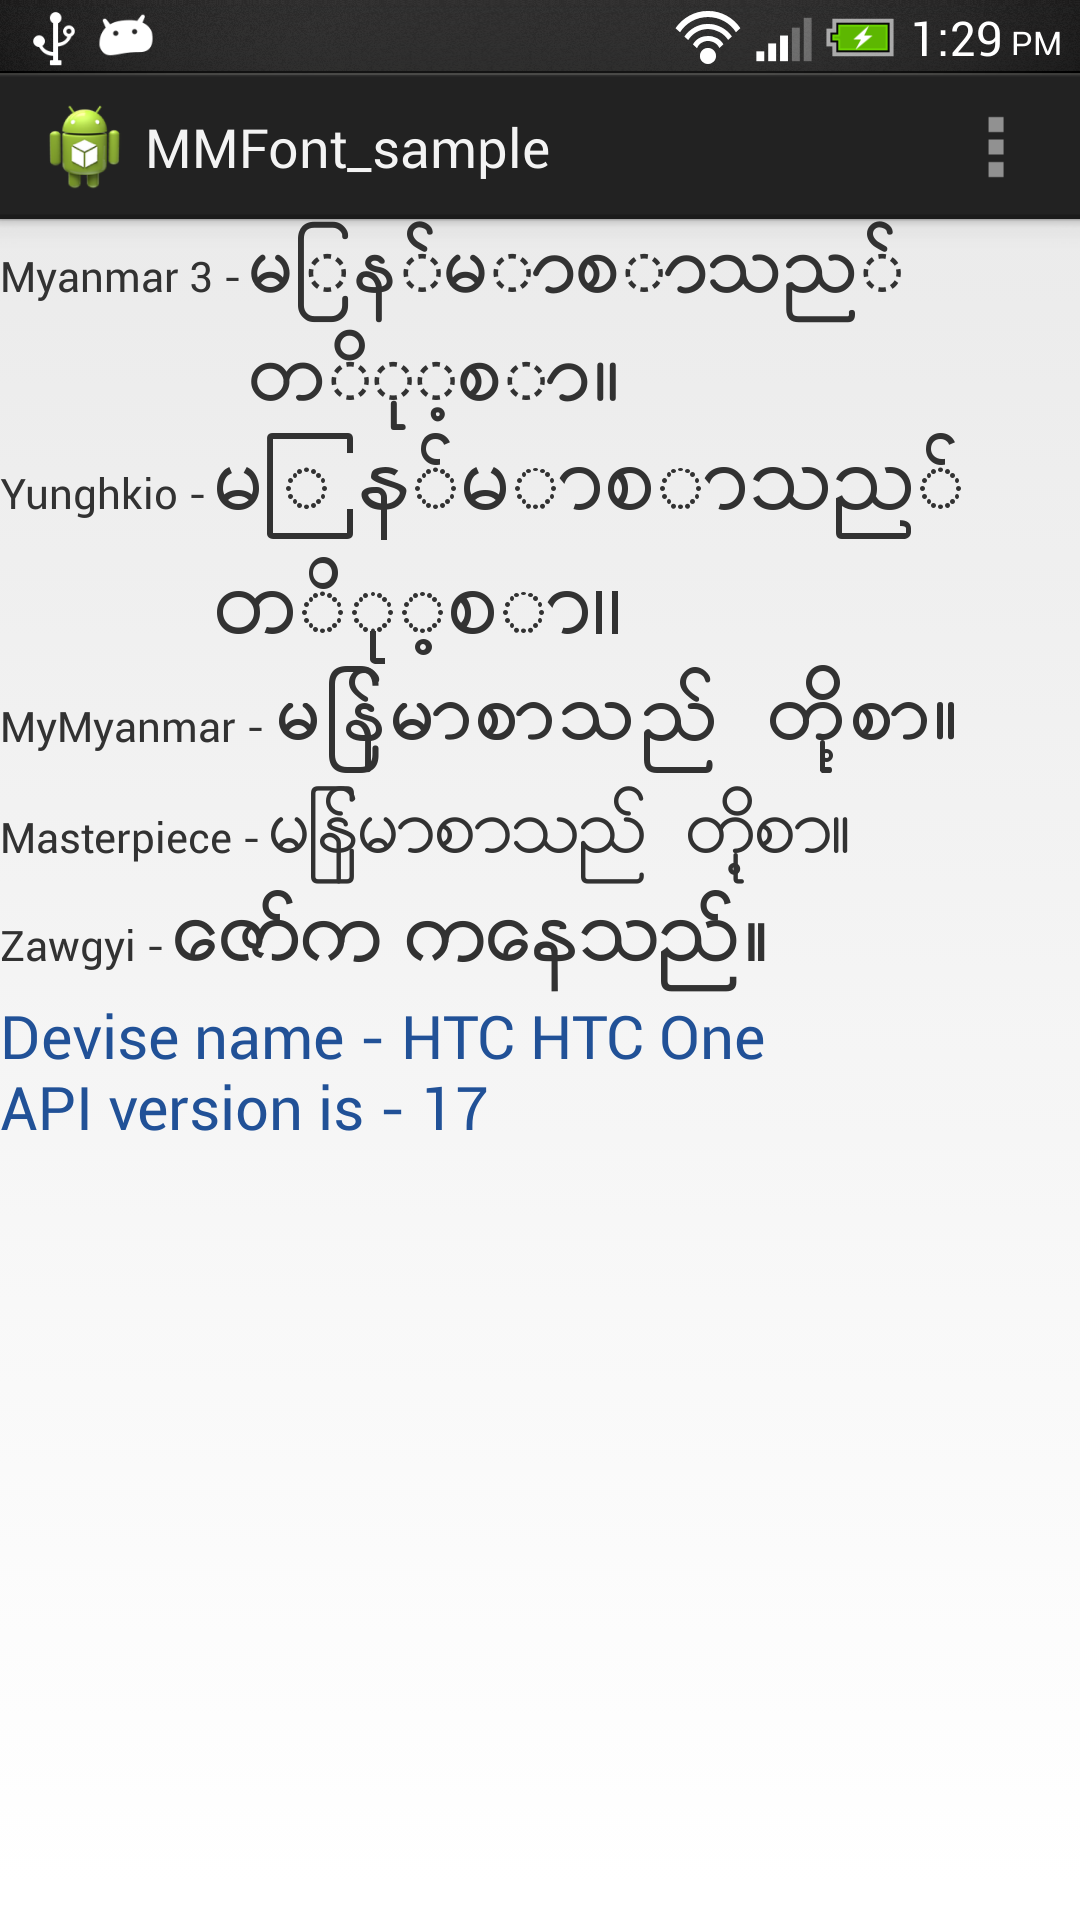 1:29 PM
MMFont_sample
Myanmar 3 - မြန်မာစာသည်
တို့စာ။
Yunghkio - မြန်မာစာသည်
တို့စာ။
MyMyanmar - မြန်မာစာသည် တို့စာ။
Masterpiece - မြန်မာစာသည် တို့စာ။
Zawgyi - ဇော်က ကနေသည်။
Devise name - HTC HTC One
API version is - 17